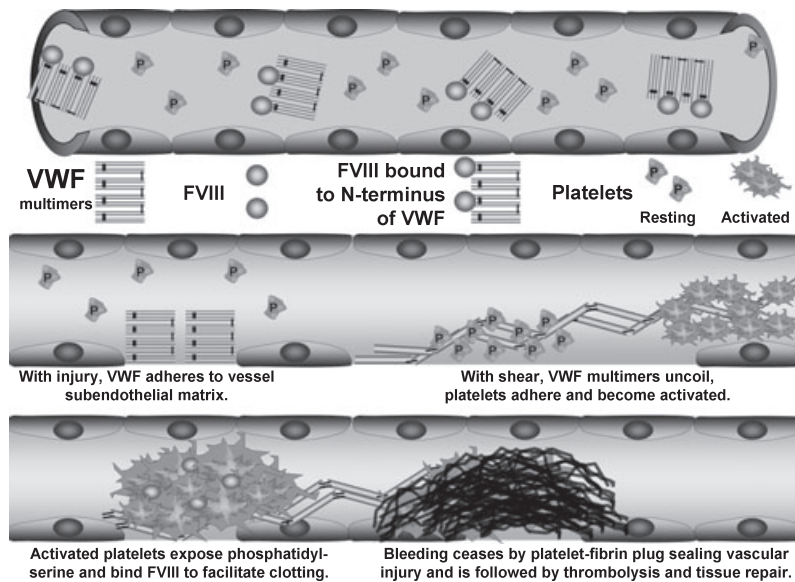 P P P P P P P P P
VWF
multimers
FVIII
FVIII bound
to N-terminus
of VWF
Platelets
P P
Resting
Activated
P P P P P
P P P P P P P P P
With injury, VWF adheres to vessel
subendothelial matrix.
With shear, VWF multimers uncoil,
platelets adhere and become activated.
Activated platelets expose phosphatidyl-
serine and bind FVIII to facilitate clotting.
Bleeding ceases by platelet-fibrin plug sealing vascular
injury and is followed by thrombolysis and tissue repair.